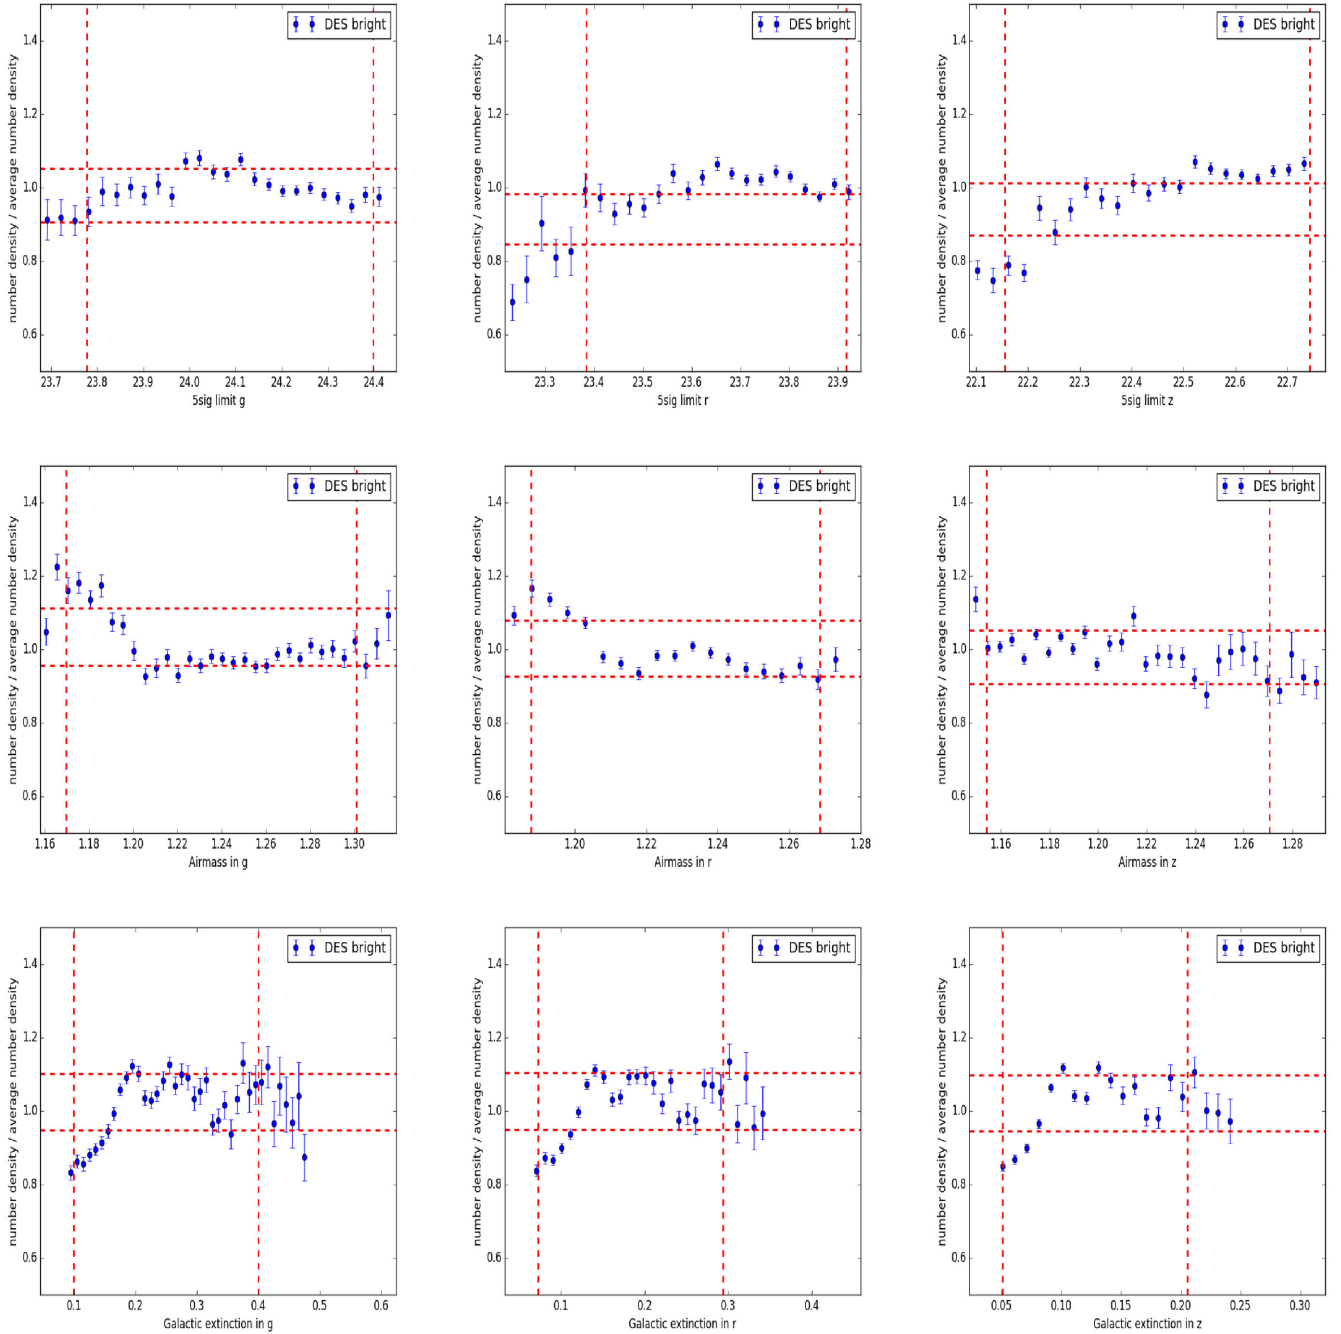 number density / average number density
1.4
1.2
1.0
0.8
0.6
DES bright
23.7 23.8 23.9 24.0 24.1 24.2 24.3 24.4
5sig limit g
number density / average number density
1.4
1.2
1.0
0.8
0.6
DES bright
23.3 23.4 23.5 23.6 23.7 23.8 23.9
5sig limit r
number density / average number density
1.4
1.2
1.0
0.8
0.6
DES bright
22.1 22.2 22.3 22.4 22.5 22.6 22.7
5sig limit z
number density / average number density
1.4
1.2
1.0
0.8
0.6
DES bright
1.16 1.18 1.20 1.22 1.24 1.26 1.28 1.30
Airmass in g
number density / average number density
1.4
1.2
1.0
0.8
0.6
DES bright
1.20 1.22 1.24 1.26 1.28
Airmass in r
number density / average number density
1.4
1.2
1.0
0.8
0.6
DES bright
1.16 1.18 1.20 1.22 1.24 1.26 1.28
Airmass in z
number density / average number density
1.4
1.2
1.0
0.8
0.6
DES bright
0.1 0.2 0.3 0.4 0.5 0.6
Galactic extinction in g
number density / average number density
1.4
1.2
1.0
0.8
0.6
DES bright
0.1 0.2 0.3 0.4
Galactic extinction in r
number density / average number density
1.4
1.2
1.0
0.8
0.6
DES bright
0.05 0.10 0.15 0.20 0.25 0.30
Galactic extinction in z